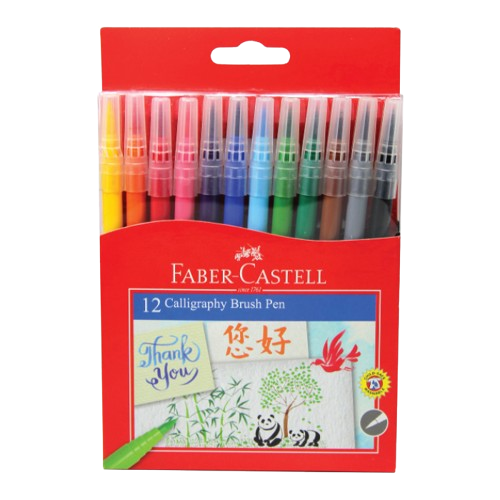 FABER-CASTELL
since 1761
12 Calligraphy Brush Pen
Thank
You
您好